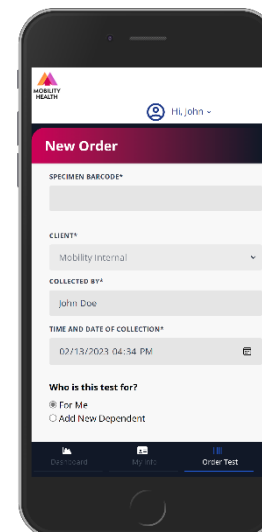 MOBILITY
HEALTH
Hi, John
New Order
SPECIMEN BARCODE*
CLIENT*
Mobility Internal
COLLECTED BY*
John Doe
TIME AND DATE OF COLLECTION*
02/13/2023 04:34 PM
Who is this test for?
For Me
Add New Dependent
Dashboard
My Info
Order Test